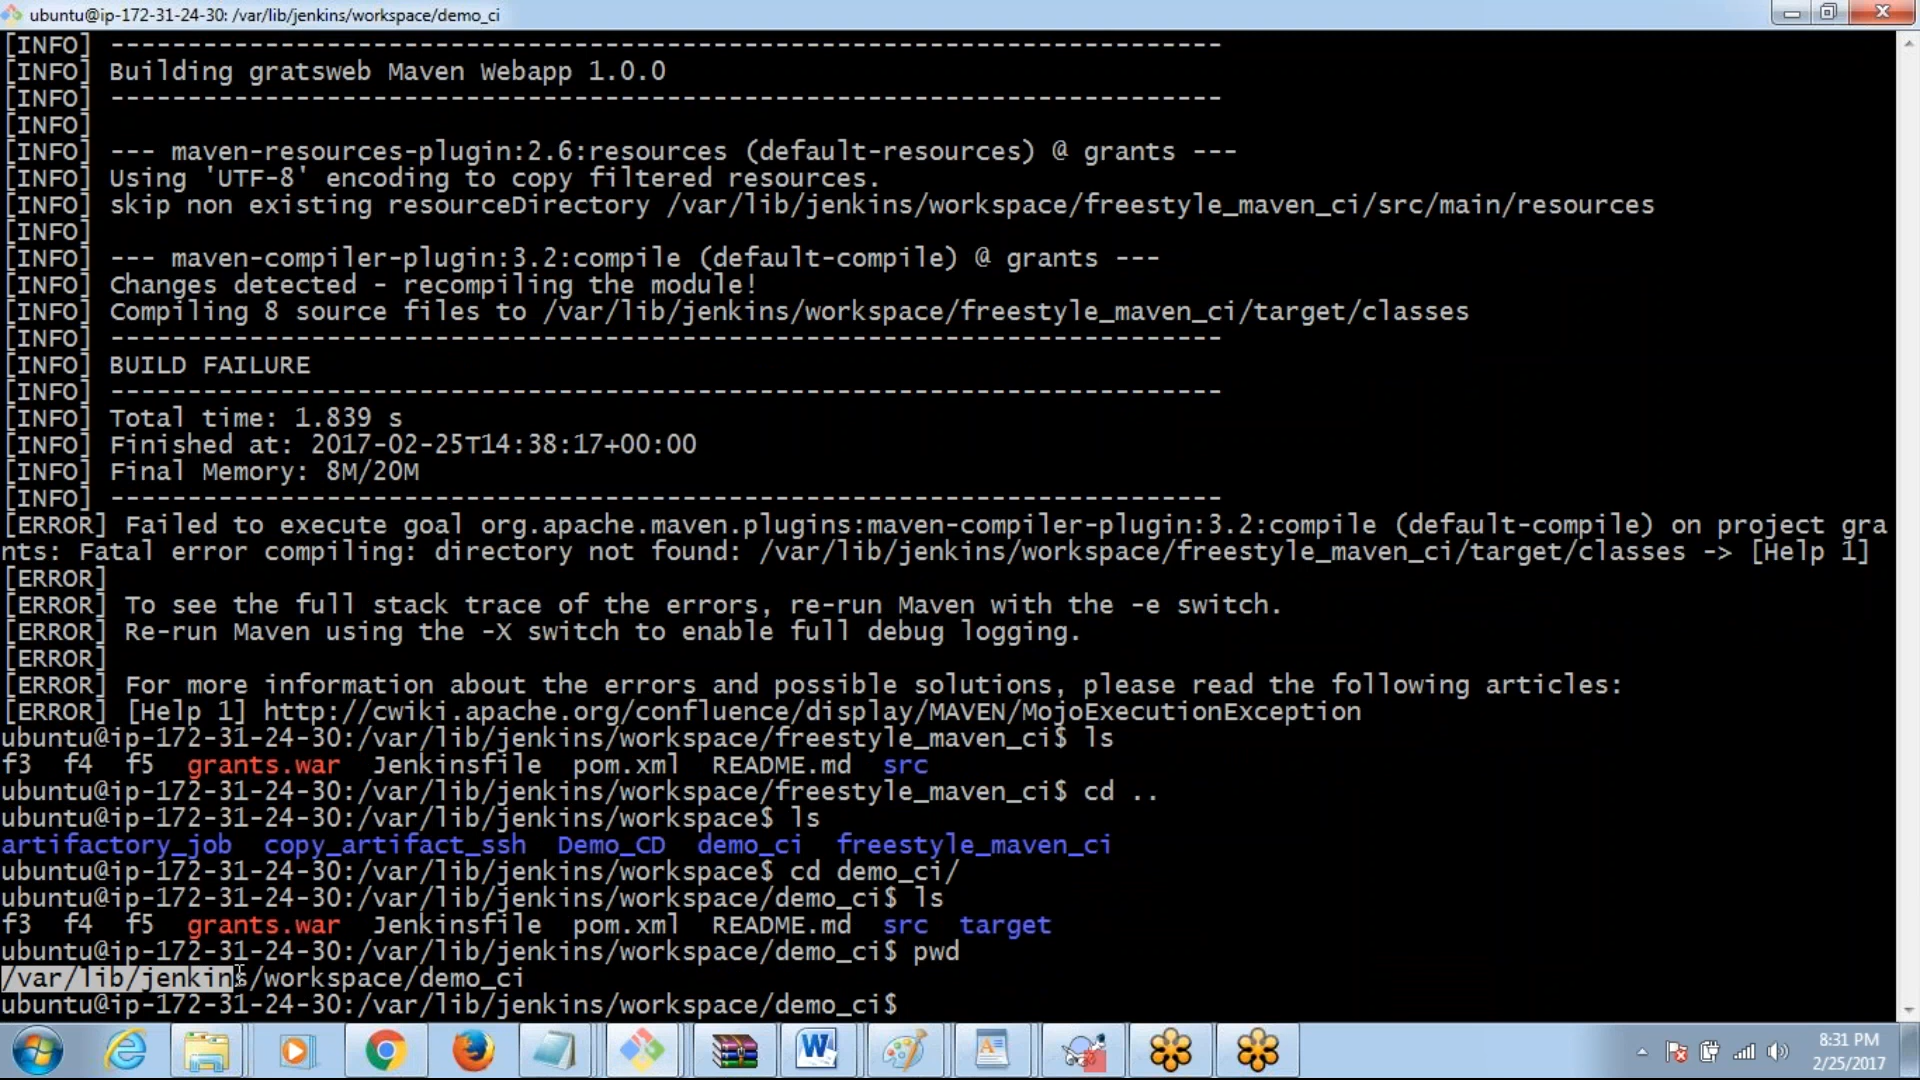 ubuntu@ip-172-31-24-30: /var/lib/jenkins/workspace/demo_ci
[INFO] ------------------------------------------------------------------------
[INFO] Building gratsweb Maven Webapp 1.0.0
[INFO] ------------------------------------------------------------------------
[INFO]
[INFO] --- maven-resources-plugin:2.6:resources (default-resources) @ grants ---
[INFO] Using 'UTF-8' encoding to copy filtered resources.
[INFO] skip non existing resourceDirectory /var/lib/jenkins/workspace/freestyle_maven_ci/src/main/resources
[INFO]
[INFO] --- maven-compiler-plugin:3.2:compile (default-compile) @ grants ---
[INFO] Changes detected - recompiling the module!
[INFO] Compiling 8 source files to /var/lib/jenkins/workspace/freestyle_maven_ci/target/classes
[INFO] ------------------------------------------------------------------------
[INFO] BUILD FAILURE
[INFO] ------------------------------------------------------------------------
[INFO] Total time: 1.839 s
[INFO] Finished at: 2017-02-25T14:38:17+00:00
[INFO] Final Memory: 8M/20M
[INFO] ------------------------------------------------------------------------
[ERROR] Failed to execute goal org.apache.maven.plugins:maven-compiler-plugin:3.2:compile (default-compile) on project gra
nts: Fatal error compiling: directory not found: /var/lib/jenkins/workspace/freestyle_maven_ci/target/classes -> [Help 1]
[ERROR]
[ERROR] To see the full stack trace of the errors, re-run Maven with the -e switch.
[ERROR] Re-run Maven using the -X switch to enable full debug logging.
[ERROR]
[ERROR] For more information about the errors and possible solutions, please read the following articles:
[ERROR] [Help 1] http://cwiki.apache.org/confluence/display/MAVEN/MojoExecutionException
ubuntu@ip-172-31-24-30:/var/lib/jenkins/workspace/freestyle_maven_ci$ ls
f3  f4  f5  grants.war  Jenkinsfile  pom.xml  README.md  src
ubuntu@ip-172-31-24-30:/var/lib/jenkins/workspace/freestyle_maven_ci$ cd ..
ubuntu@ip-172-31-24-30:/var/lib/jenkins/workspace$ ls
artifactory_job  copy_artifact_ssh  Demo_CD  demo_ci  freestyle_maven_ci
ubuntu@ip-172-31-24-30:/var/lib/jenkins/workspace$ cd demo_ci/
ubuntu@ip-172-31-24-30:/var/lib/jenkins/workspace/demo_ci$ ls
f3  f4  f5  grants.war  Jenkinsfile  pom.xml  README.md  src  target
ubuntu@ip-172-31-24-30:/var/lib/jenkins/workspace/demo_ci$ pwd
/var/lib/jenkins/workspace/demo_ci
ubuntu@ip-172-31-24-30:/var/lib/jenkins/workspace/demo_ci$
8:31 PM
2/25/2017